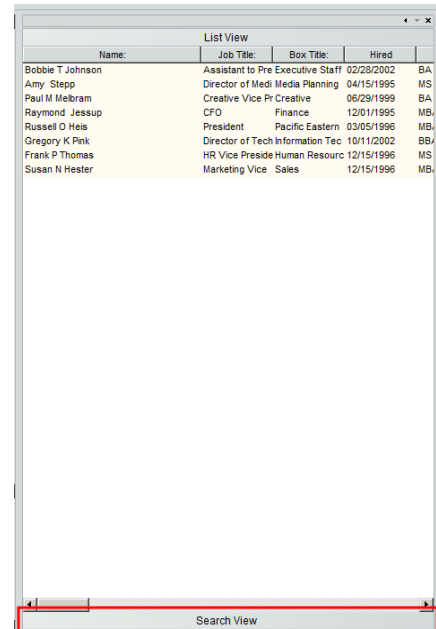 List View
Name: Job Title: Box Title: Hired
Bobbie T Johnson Assistant to Pre Executive Staff 02/28/2002 BA
Amy Stepp Director of Medi Media Planning 04/15/1995 MS
Paul M Melbram Creative Vice Pr Creative 06/29/1999 BA
Raymond Jessup CFO Finance 12/01/1995 MBA
Russell O Heis President Pacific Eastern 03/05/1996 MBA
Gregory K Pink Director of Tech Information Tec 10/11/2002 BBA
Frank P Thomas HR Vice Preside Human Resourc 12/15/1996 MS
Susan N Hester Marketing Vice Sales 12/15/1996 MBA
Search View